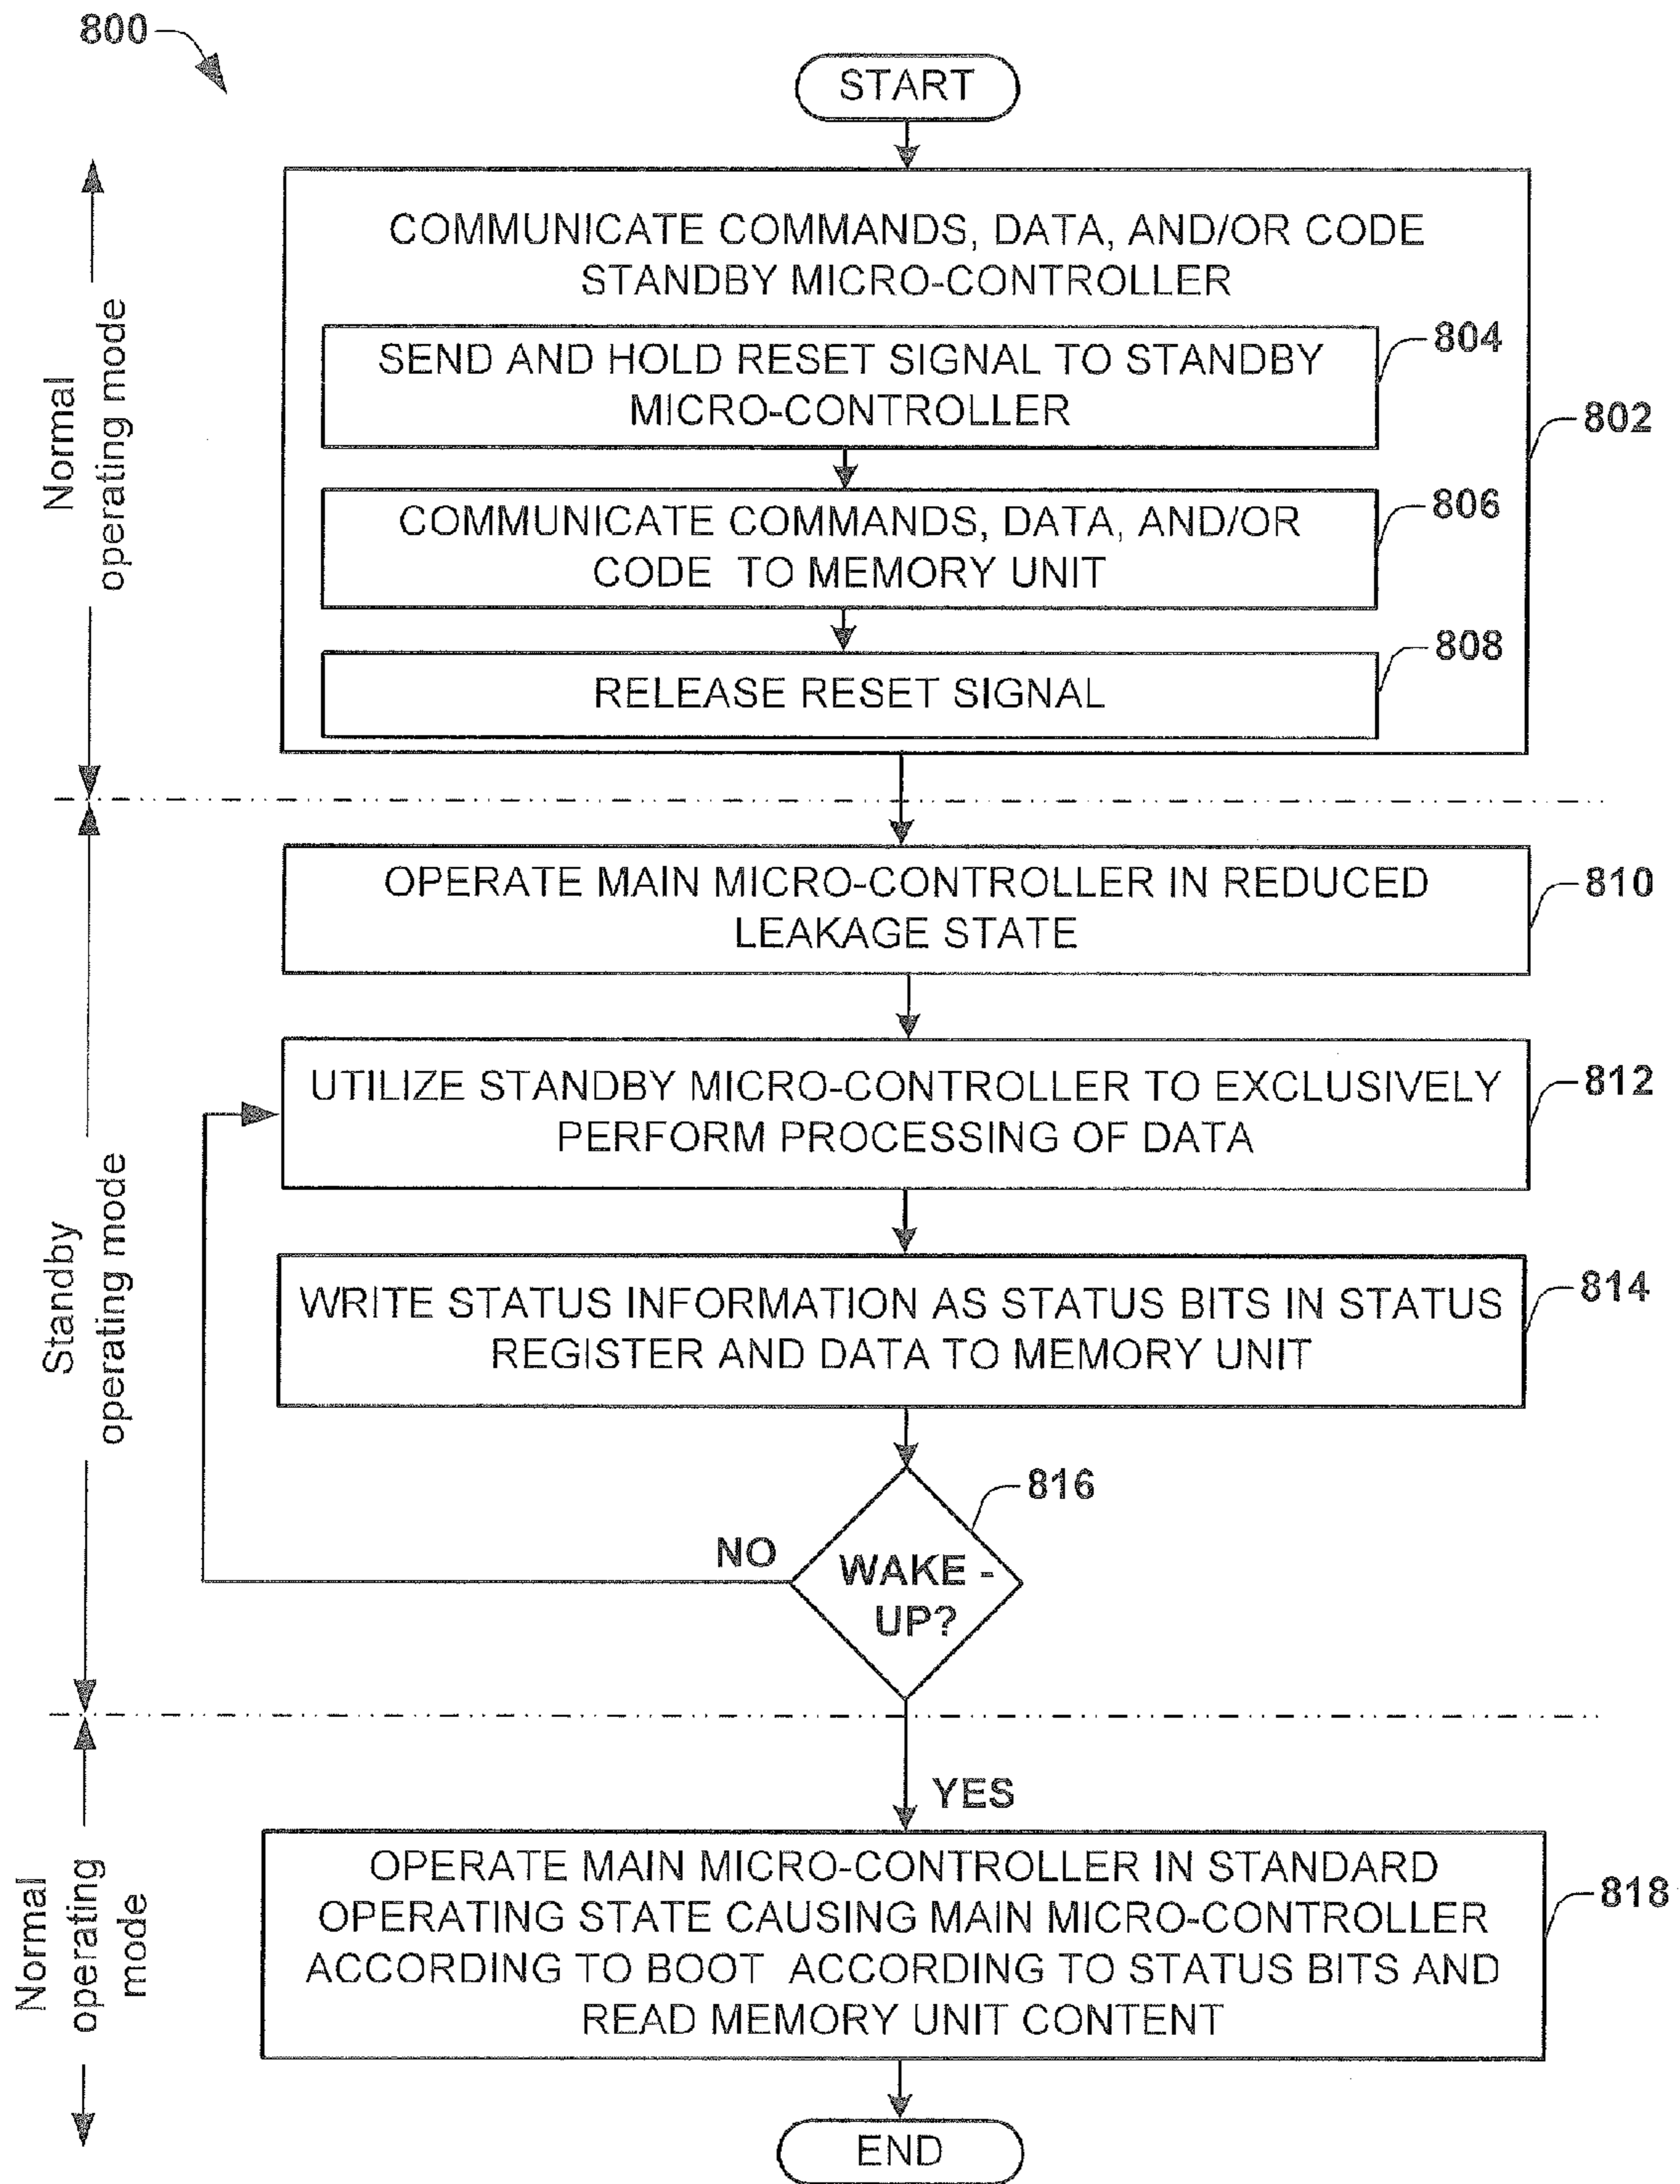 800
START
Normal
operating mode
COMMUNICATE COMMANDS, DATA, AND/OR CODE
STANDBY MICRO-CONTROLLER
802
SEND AND HOLD RESET SIGNAL TO STANDBY
MICRO-CONTROLLER
804
COMMUNICATE COMMANDS, DATA, AND/OR
CODE TO MEMORY UNIT
806
RELEASE RESET SIGNAL
808
Standby
operating mode
OPERATE MAIN MICRO-CONTROLLER IN REDUCED
LEAKAGE STATE
810
UTILIZE STANDBY MICRO-CONTROLLER TO EXCLUSIVELY
PERFORM PROCESSING OF DATA
812
WRITE STATUS INFORMATION AS STATUS BITS IN STATUS
REGISTER AND DATA TO MEMORY UNIT
814
816
NO
WAKE -
UP?
YES
Normal
operating
mode
OPERATE MAIN MICRO-CONTROLLER IN STANDARD
OPERATING STATE CAUSING MAIN MICRO-CONTROLLER
ACCORDING TO BOOT ACCORDING TO STATUS BITS AND
READ MEMORY UNIT CONTENT
818
END